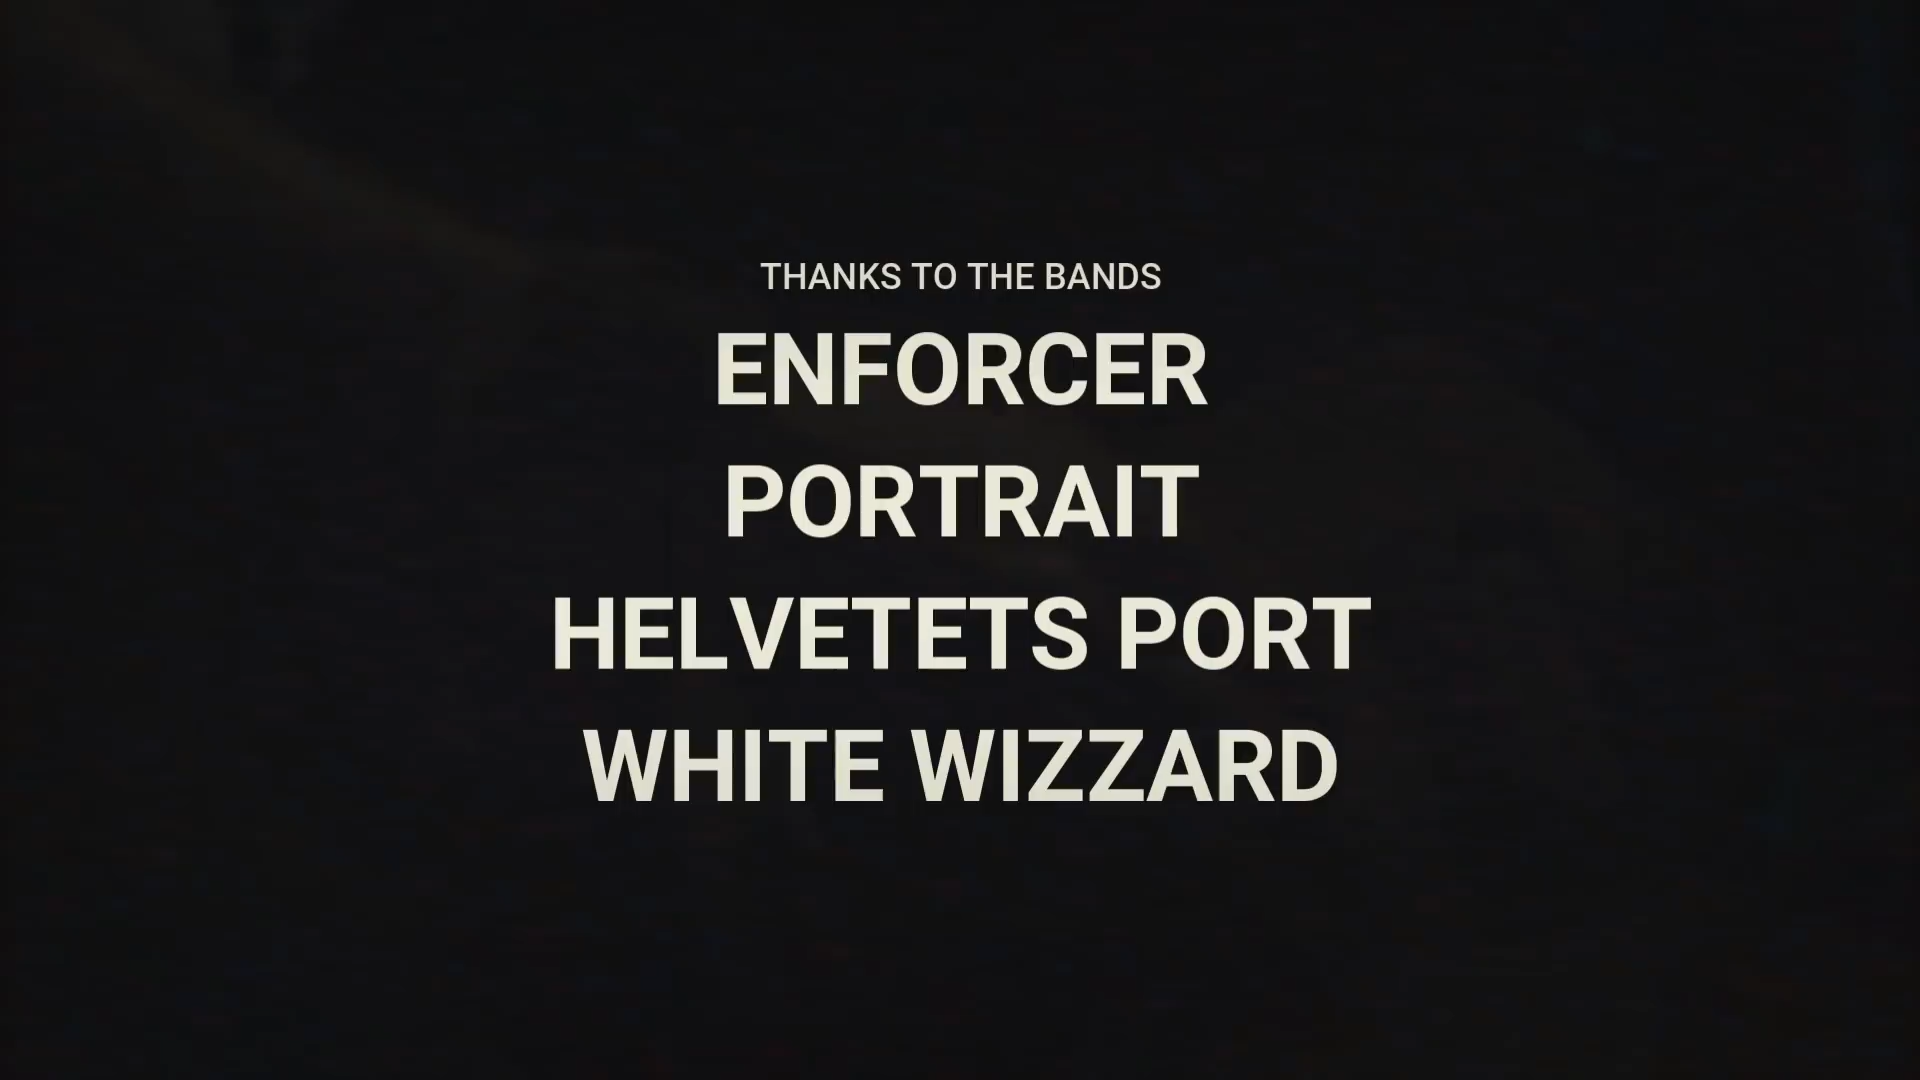 THANKS TO THE BANDS
ENFORCER
PORTRAIT
HELVETETS PORT
WHITE WIZZARD